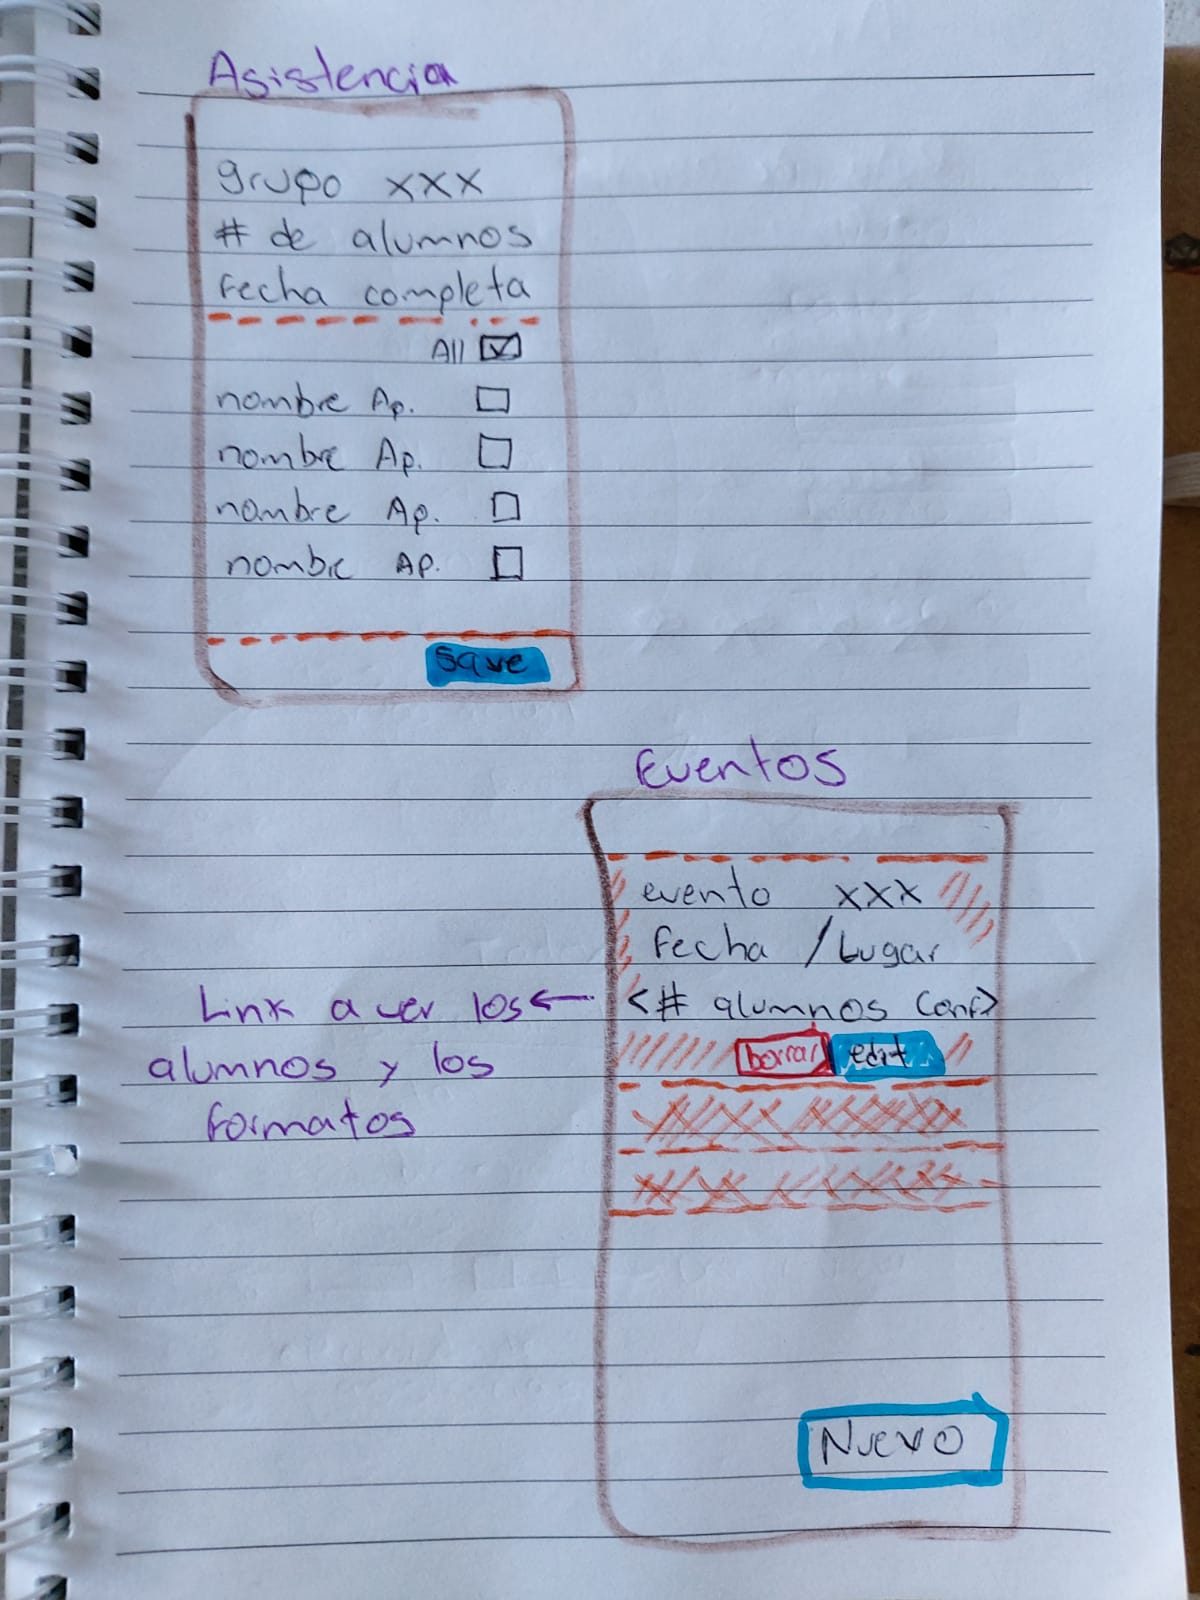 Asistencia
grupo xxx
# de alumnos
Fecha completa
All
nombre Ap.
nombre Ap.
nombre Ap.
nombre AP.
Save
Eventos
evento xxx
Fecha / Lugar
<# alumnos Conf>
Link a ver los
alumnos y los
formatos
borrar edit
Nuevo